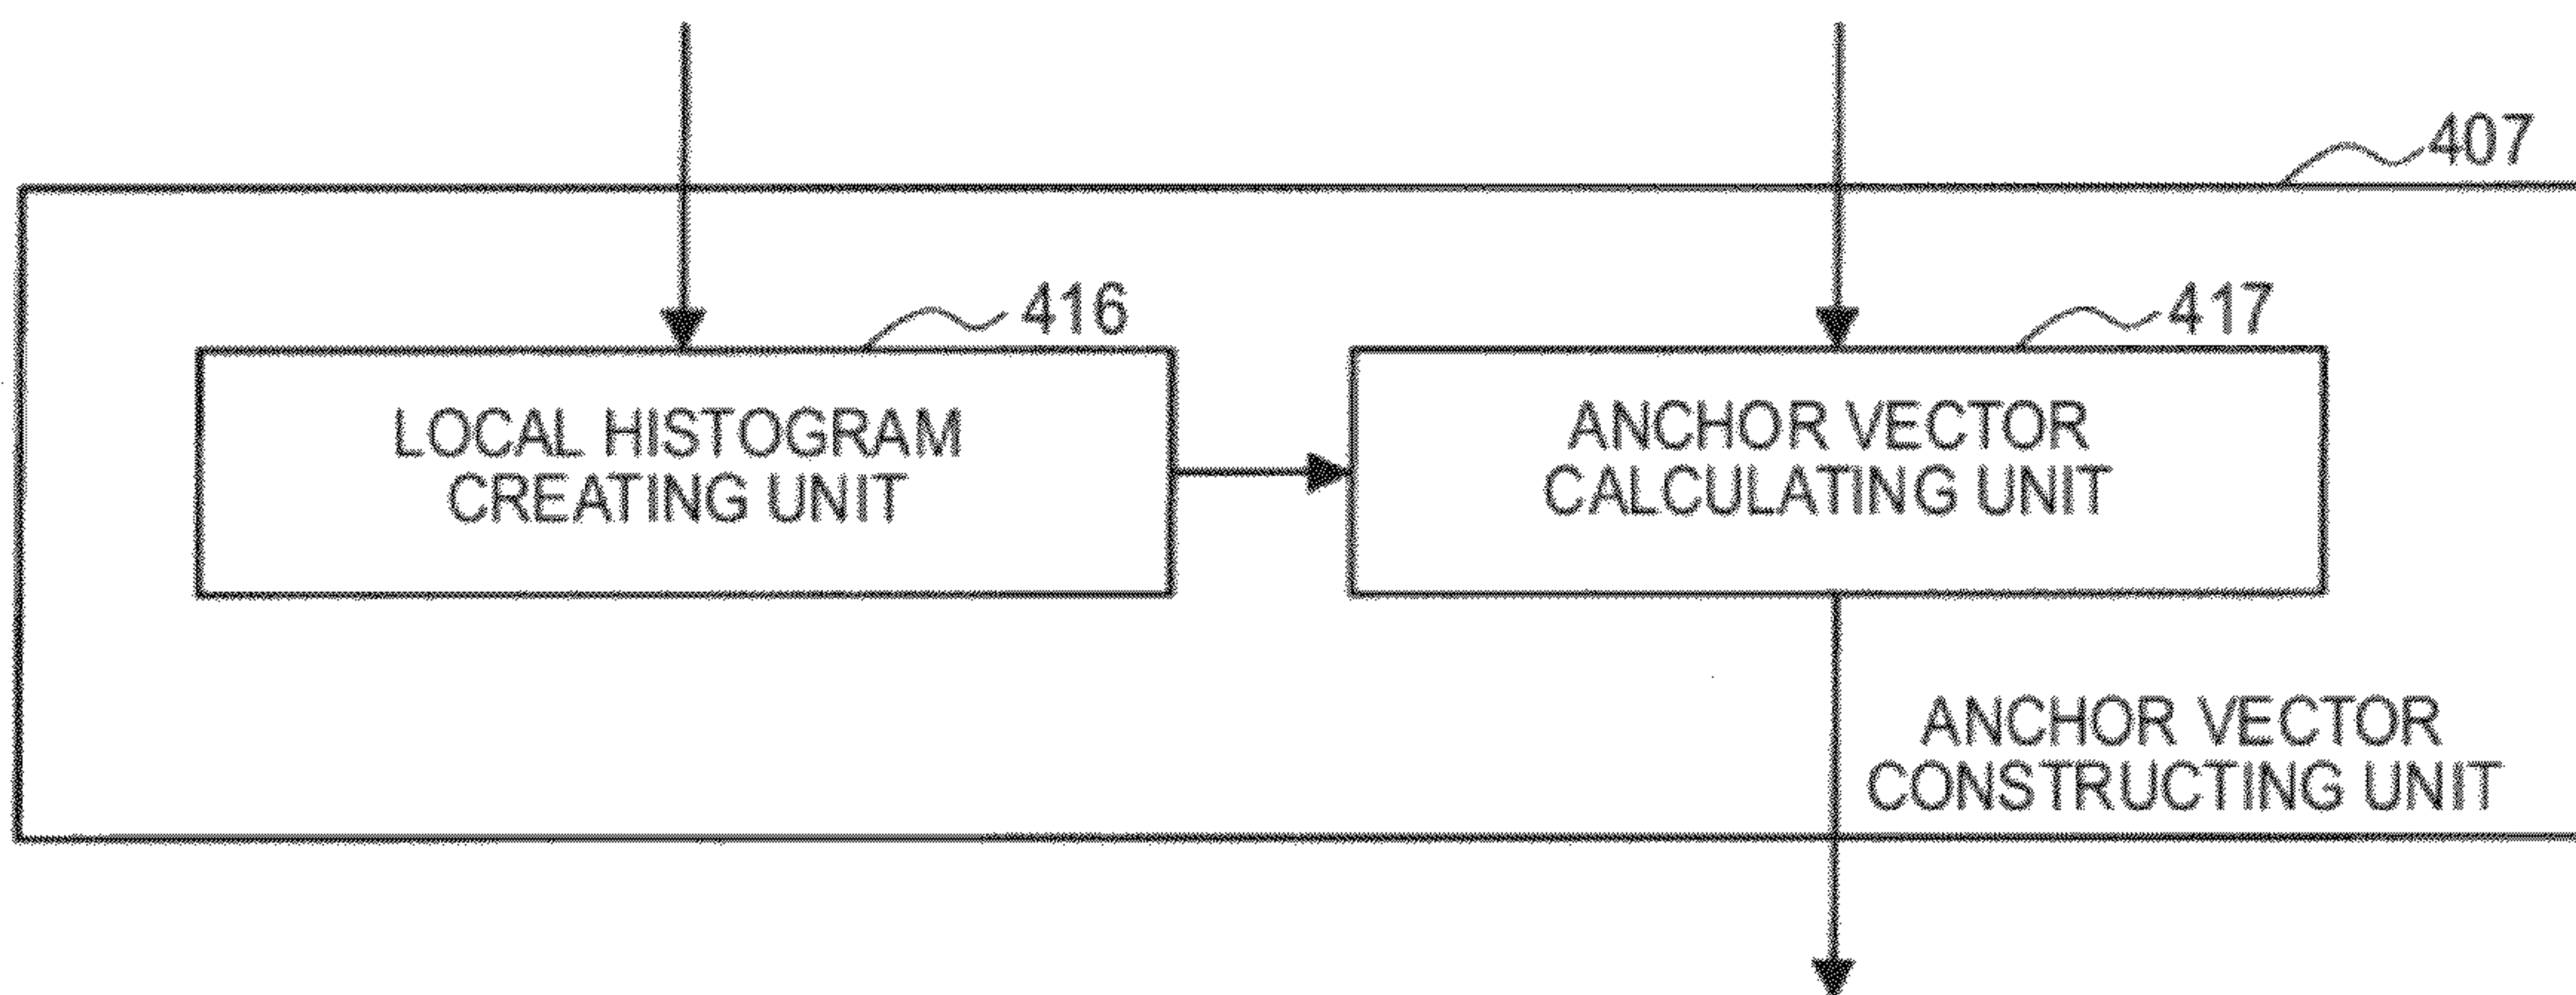 407
416
417
LOCAL HISTOGRAM
CREATING UNIT
ANCHOR VECTOR
CALCULATING UNIT
ANCHOR VECTOR
CONSTRUCTING UNIT